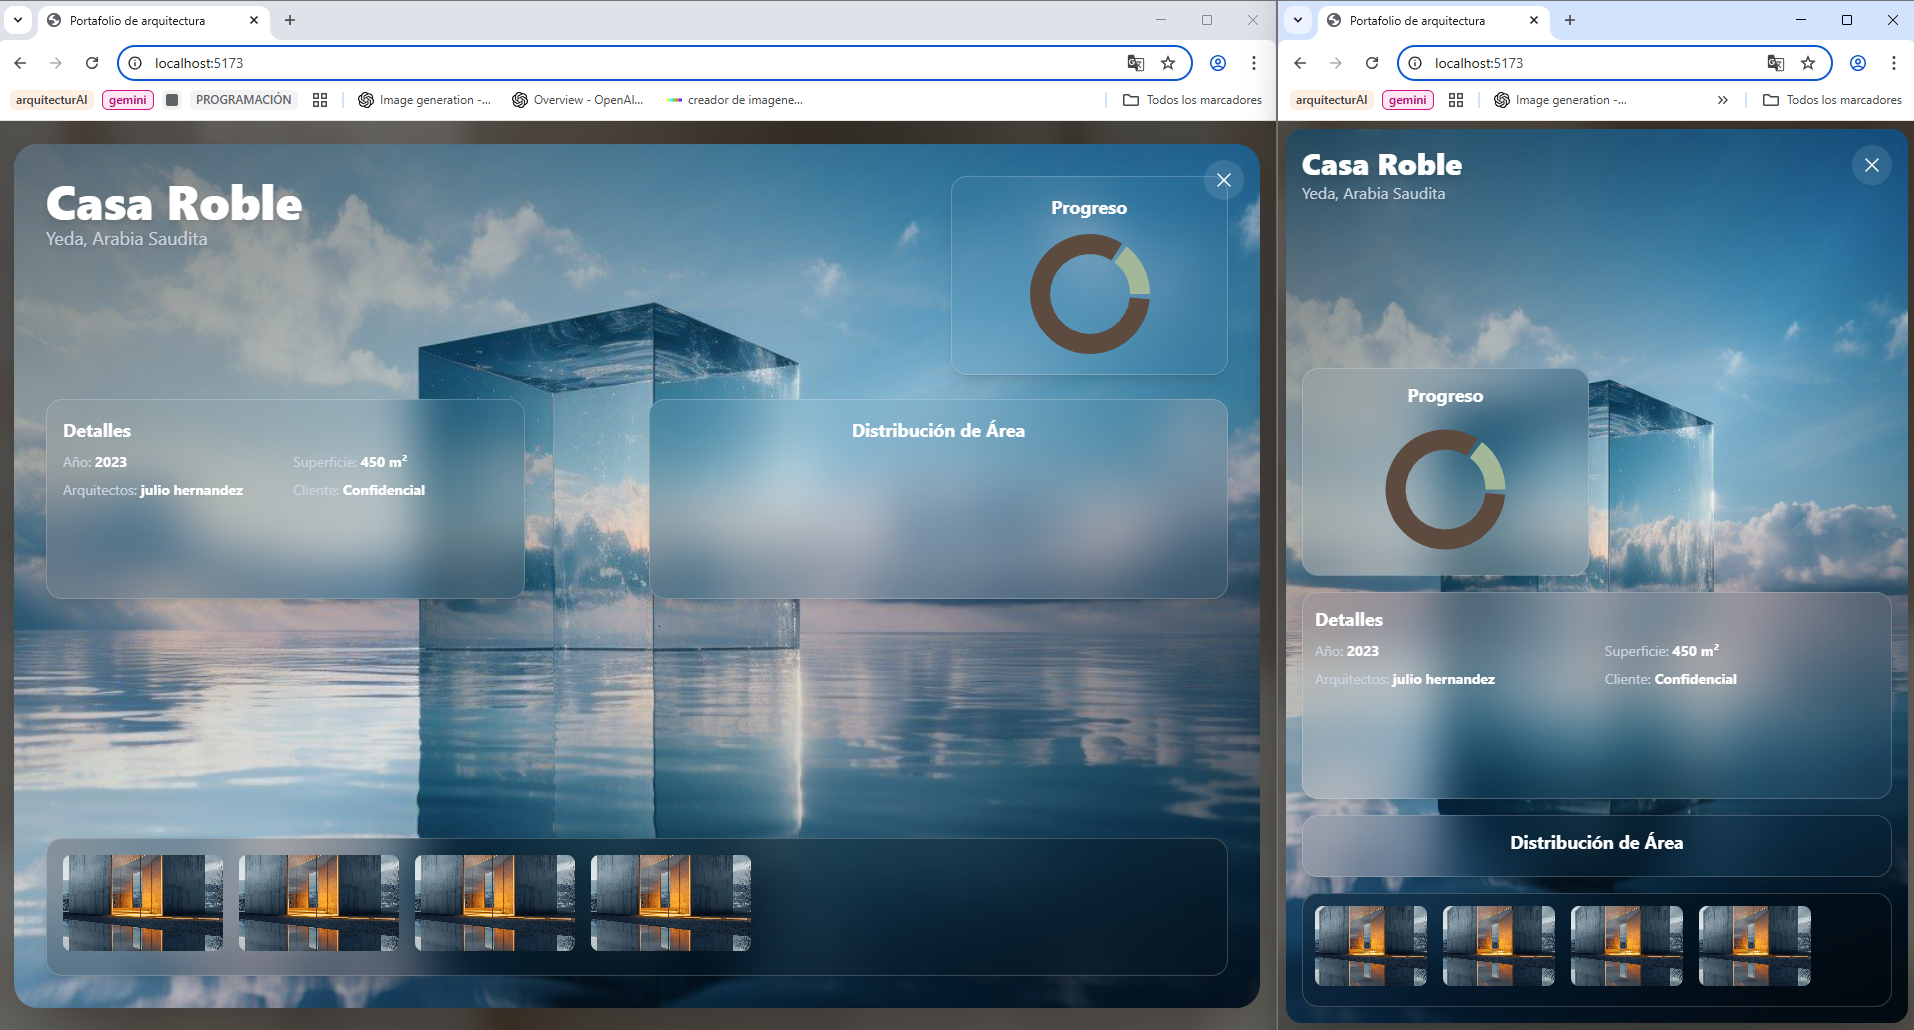 Portafolio de arquitectura
localhost:5173
arquitecturAI
gemini
PROGRAMACIÓN
Image generation -...
Overview - OpenAI...
creador de imagene...
Todos los marcadores
Casa Roble
Yeda, Arabia Saudita
Progreso
Detalles
Año: 2023
Superficie: 450 m²
Arquitectos: julio hernandez
Cliente: Confidencial
Distribución de Área
Portafolio de arquitectura
localhost:5173
arquitecturAI
gemini
Image generation -...
Todos los marcadores
Casa Roble
Yeda, Arabia Saudita
Progreso
Detalles
Año: 2023
Superficie: 450 m²
Arquitectos: julio hernandez
Cliente: Confidencial
Distribución de Área